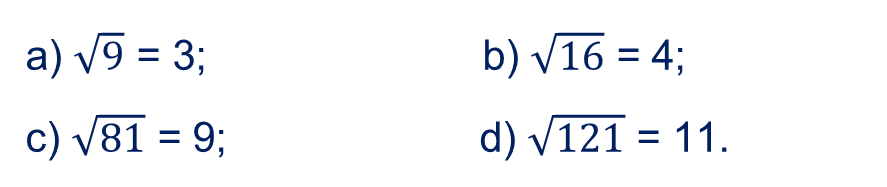 a) √9 = 3; b) √16 = 4;
c) √81 = 9; d) √121 = 11.